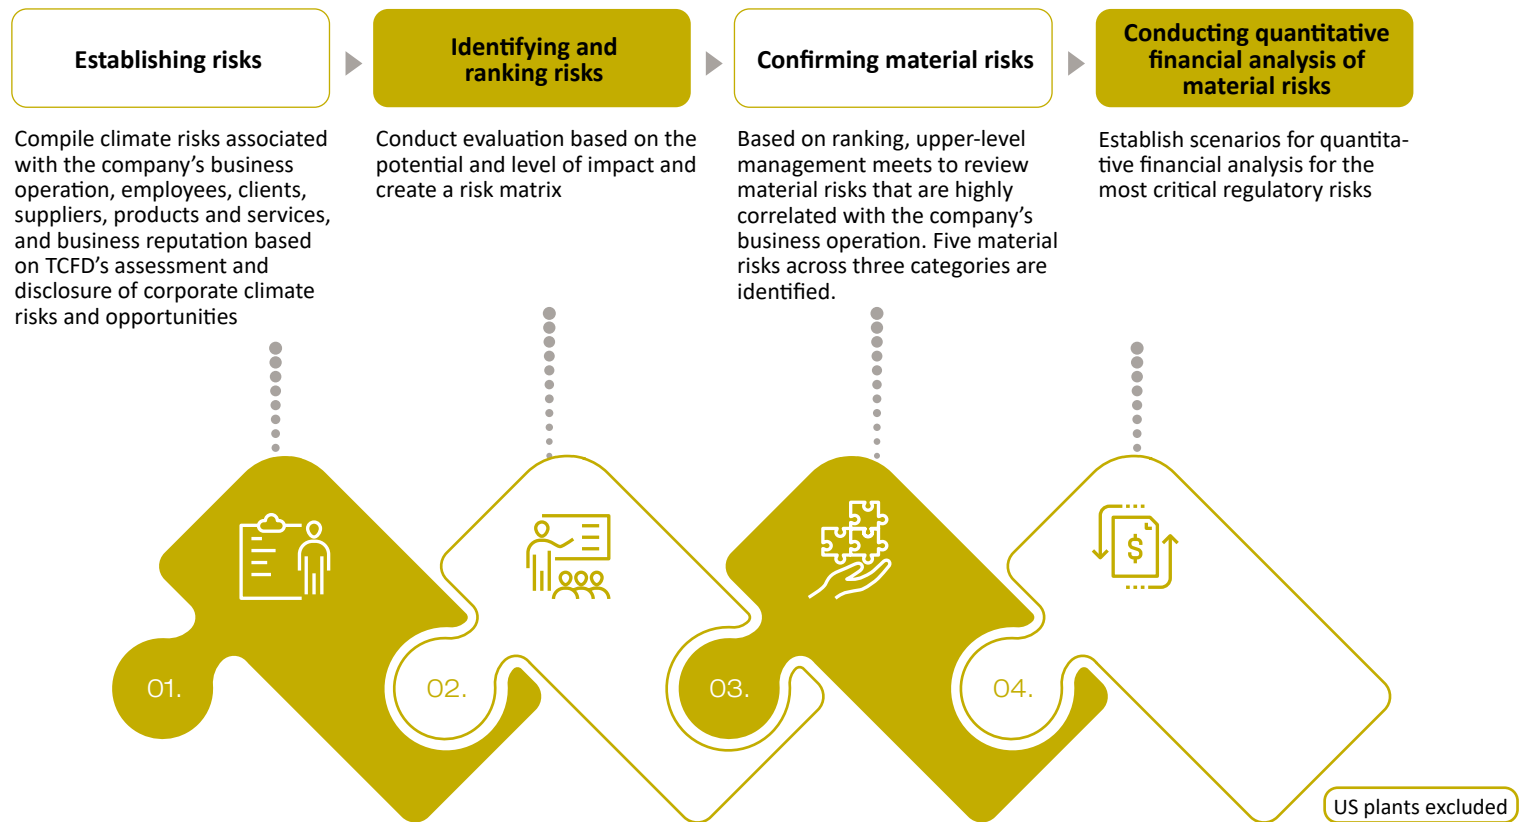 Establishing risks
Identifying and
ranking risks
Confirming material risks
Conducting quantitative
financial analysis of
material risks
Compile climate risks associated
with the company’s business
operation, employees, clients,
suppliers, products and services,
and business reputation based
on TCFD’s assessment and
disclosure of corporate climate
risks and opportunities
Conduct evaluation based on the
potential and level of impact and
create a risk matrix
Based on ranking, upper-level
management meets to review
material risks that are highly
correlated with the company’s
business operation. Five material
risks across three categories are
identified.
Establish scenarios for quantita-
tive financial analysis for the
most critical regulatory risks
$
01.
02.
03.
04.
US plants excluded